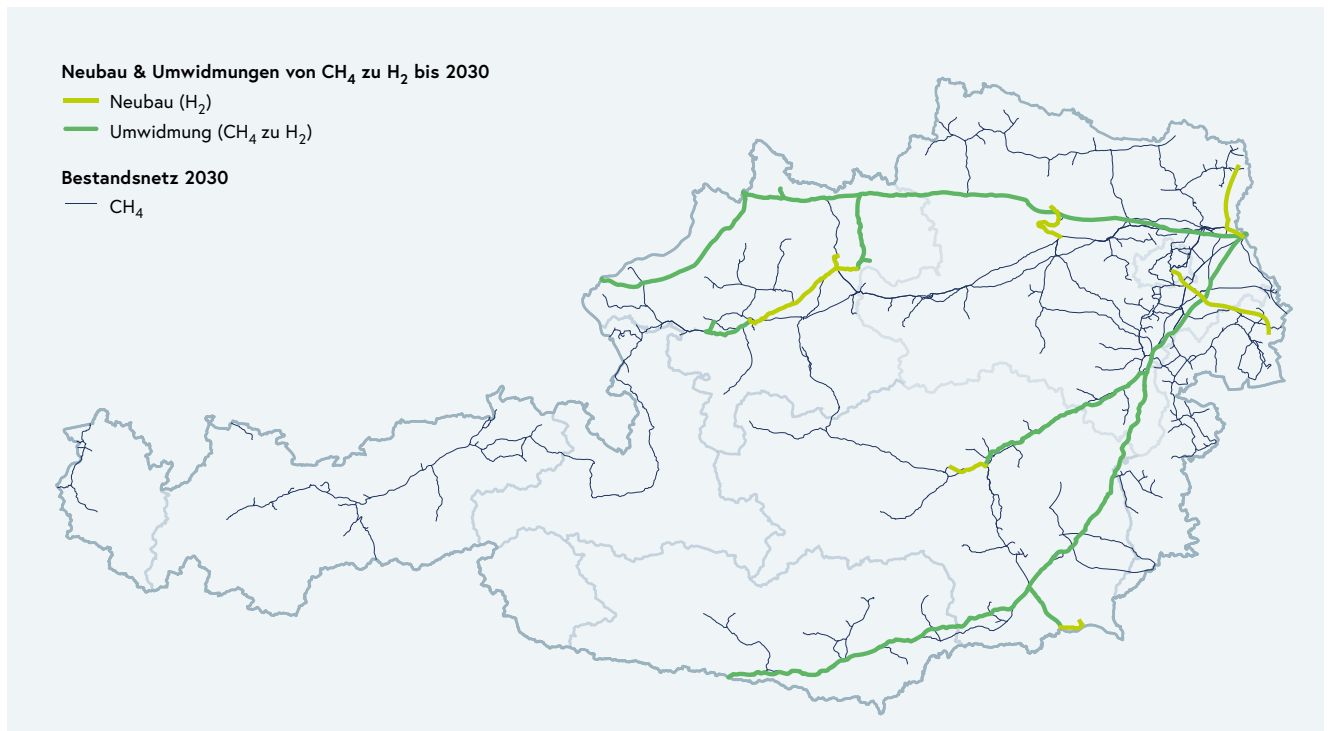 Neubau & Umwidmungen von CH₄ zu H₂ bis 2030
Neubau (H₂)
Umwidmung (CH₄ zu H₂)
Bestandsnetz 2030
CH₄